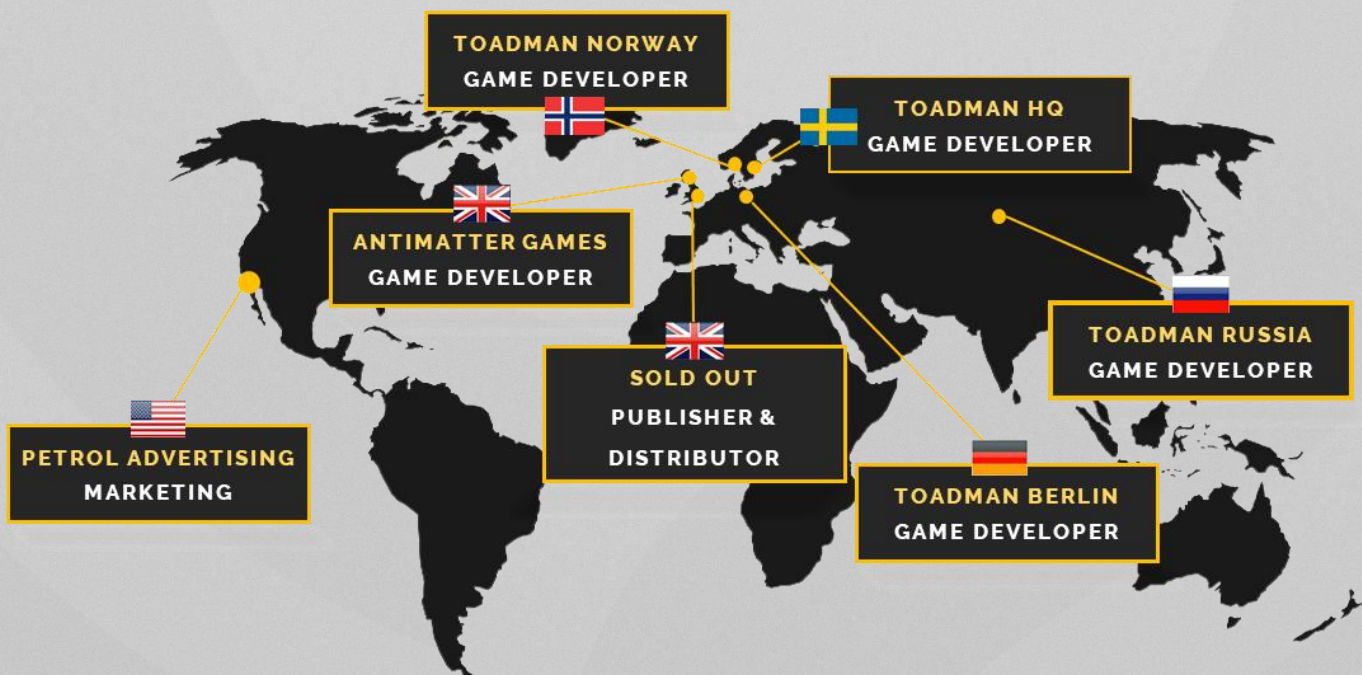 TOADMAN NORWAY
GAME DEVELOPER
TOADMAN HQ
GAME DEVELOPER
ANTIMATTER GAMES
GAME DEVELOPER
TOADMAN RUSSIA
GAME DEVELOPER
SOLD OUT
PUBLISHER &
DISTRIBUTOR
PETROL ADVERTISING
MARKETING
TOADMAN BERLIN
GAME DEVELOPER